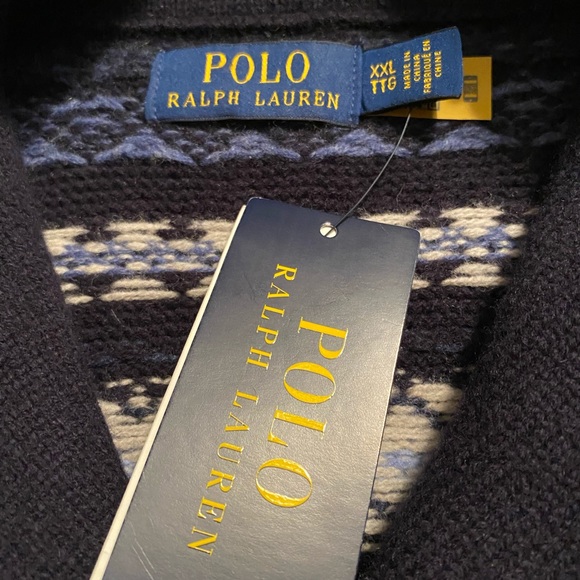 POLO
RALPH LAUREN
XXL
TTG
MADE IN
CHINA
FABRIQUÉ EN
CHINE
POLO
RALPH LAUREN